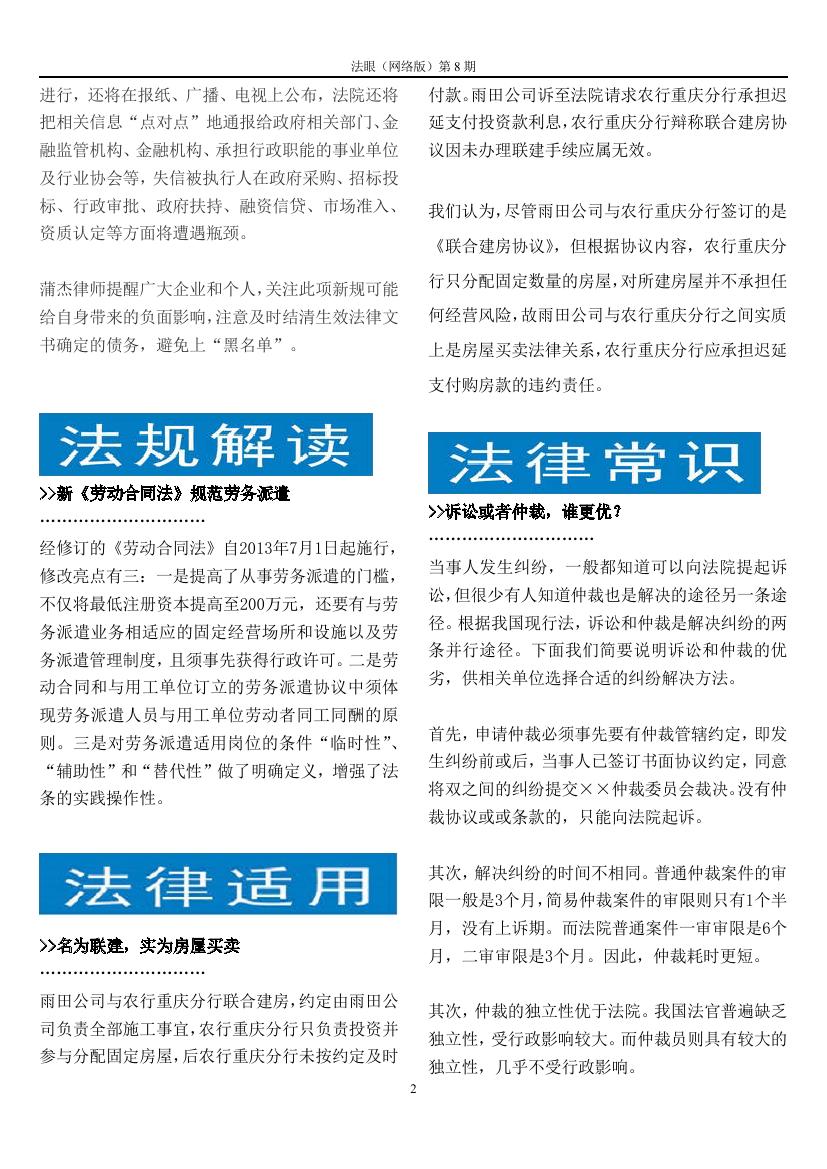 法眼（网络版）第 8 期
进行，还将在报纸、广播、电视上公布，法院还将
把相关信息“点对点”地通报给政府相关部门、金
融监管机构、金融机构、承担行政职能的事业单位
及行业协会等，失信被执行人在政府采购、招标投
标、行政审批、政府扶持、融资信贷、市场准入、
资质认定等方面将遭遇瓶颈。
蒲杰律师提醒广大企业和个人，关注此项新规可能
给自身带来的负面影响，注意及时结清生效法律文
书确定的债务，避免上“黑名单”。
法规解读
>>新《劳动合同法》规范劳务派遣
…………………………
经修订的《劳动合同法》自2013年7月1日起施行，
修改亮点有三：一是提高了从事劳务派遣的门槛，
不仅将最低注册资本提高至200万元，还要有与劳
务派遣业务相适应的固定经营场所和设施以及劳
务派遣管理制度，且须事先获得行政许可。二是劳
动合同和与用工单位订立的劳务派遣协议中须体
现劳务派遣人员与用工单位劳动者同工同酬的原
则。三是对劳务派遣适用岗位的条件“临时性”、
“辅助性”和“替代性”做了明确定义，增强了法
条的实践操作性。
法律适用
>>名为联建，实为房屋买卖
…………………………
雨田公司与农行重庆分行联合建房，约定由雨田公
司负责全部施工事宜，农行重庆分行只负责投资并
参与分配固定房屋，后农行重庆分行未按约定及时
付款。雨田公司诉至法院请求农行重庆分行承担迟
延支付投资款利息，农行重庆分行辩称联合建房协
议因未办理联建手续应属无效。
我们认为，尽管雨田公司与农行重庆分行签订的是
《联合建房协议》，但根据协议内容，农行重庆分
行只分配固定数量的房屋，对所建房屋并不承担任
何经营风险，故雨田公司与农行重庆分行之间实质
上是房屋买卖法律关系，农行重庆分行应承担迟延
支付购房款的违约责任。
法律常识
>>诉讼或者仲裁，谁更优？
…………………………
当事人发生纠纷，一般都知道可以向法院提起诉
讼，但很少有人知道仲裁也是解决的途径另一条途
径。根据我国现行法，诉讼和仲裁是解决纠纷的两
条并行途径。下面我们简要说明诉讼和仲裁的优
劣，供相关单位选择合适的纠纷解决方法。
首先，申请仲裁必须事先要有仲裁管辖约定，即发
生纠纷前或后，当事人已签订书面协议约定，同意
将双之间的纠纷提交××仲裁委员会裁决。没有仲
裁协议或或条款的，只能向法院起诉。
其次，解决纠纷的时间不相同。普通仲裁案件的审
限一般是3个月，简易仲裁案件的审限则只有1个半
月，没有上诉期。而法院普通案件一审审限是6个
月，二审审限是3个月。因此，仲裁耗时更短。
其次，仲裁的独立性优于法院。我国法官普遍缺乏
独立性，受行政影响较大。而仲裁员则具有较大的
独立性，几乎不受行政影响。
2